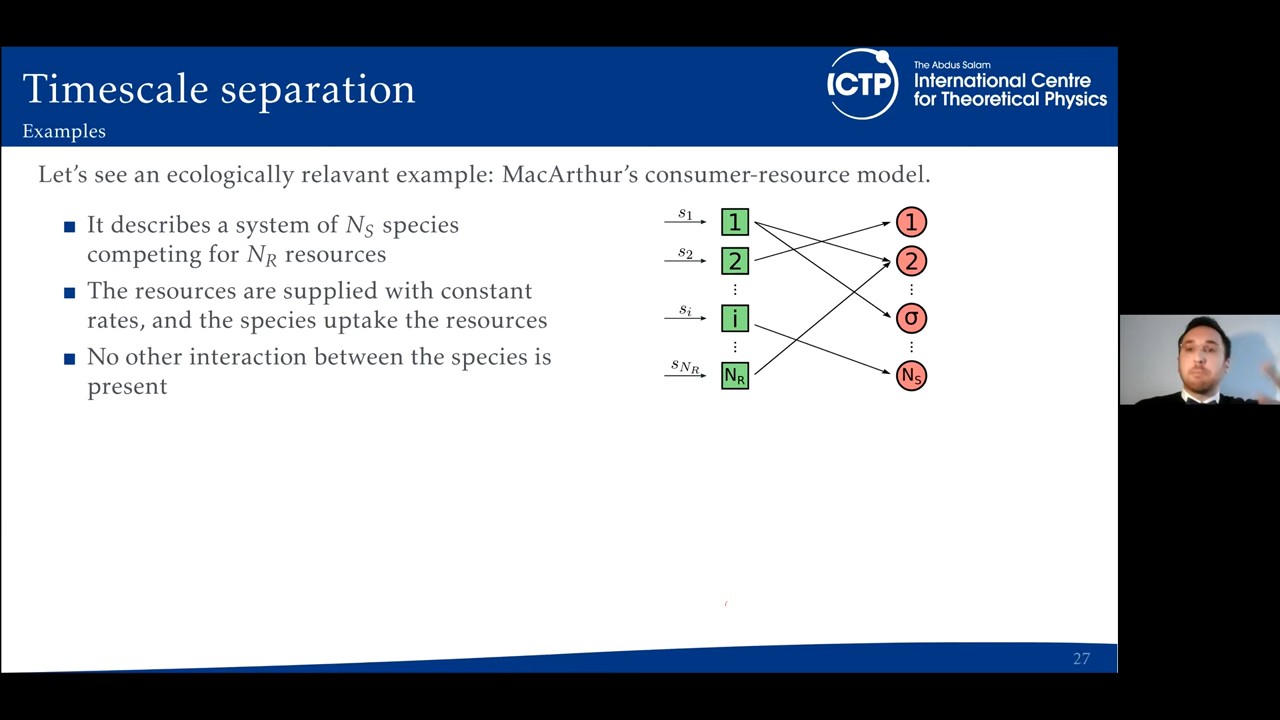 Timescale separation
Examples
ICTP
The Abdus Salam
International Centre
for Theoretical Physics
Let's see an ecologically relavant example: MacArthur's consumer-resource model.
It describes a system of N_S species
competing for N_R resources
The resources are supplied with constant
rates, and the species uptake the resources
No other interaction between the species is
present
s_1 1 1
s_2 2 2
⋮ ⋮
s_i i σ
⋮ ⋮
s_{N_R} N_R N_S
27